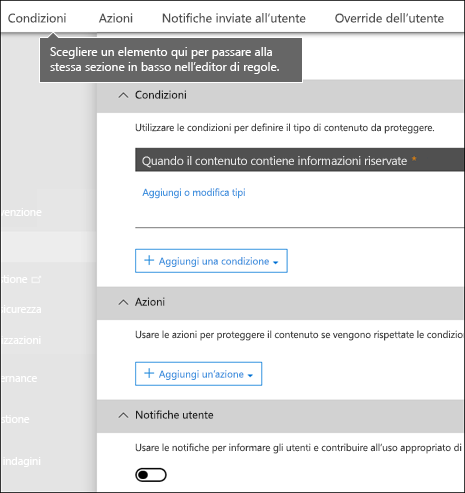 Condizioni Azioni Notifiche inviate all'utente Override dell'utente
Scegliere un elemento qui per passare alla
stessa sezione in basso nell'editor di regole.
Condizioni
Utilizzare le condizioni per definire il tipo di contenuto da proteggere.
Quando il contenuto contiene informazioni riservate *
Aggiungi o modifica tipi
venzione
+ Aggiungi una condizione
tione
Azioni
sicurezza
Usare le azioni per proteggere il contenuto se vengono rispettate le condizio
izzazioni
+ Aggiungi un'azione
ernance
Notifiche utente
stione
Usare le notifiche per informare gli utenti e contribuire all'uso appropriato di
indagini